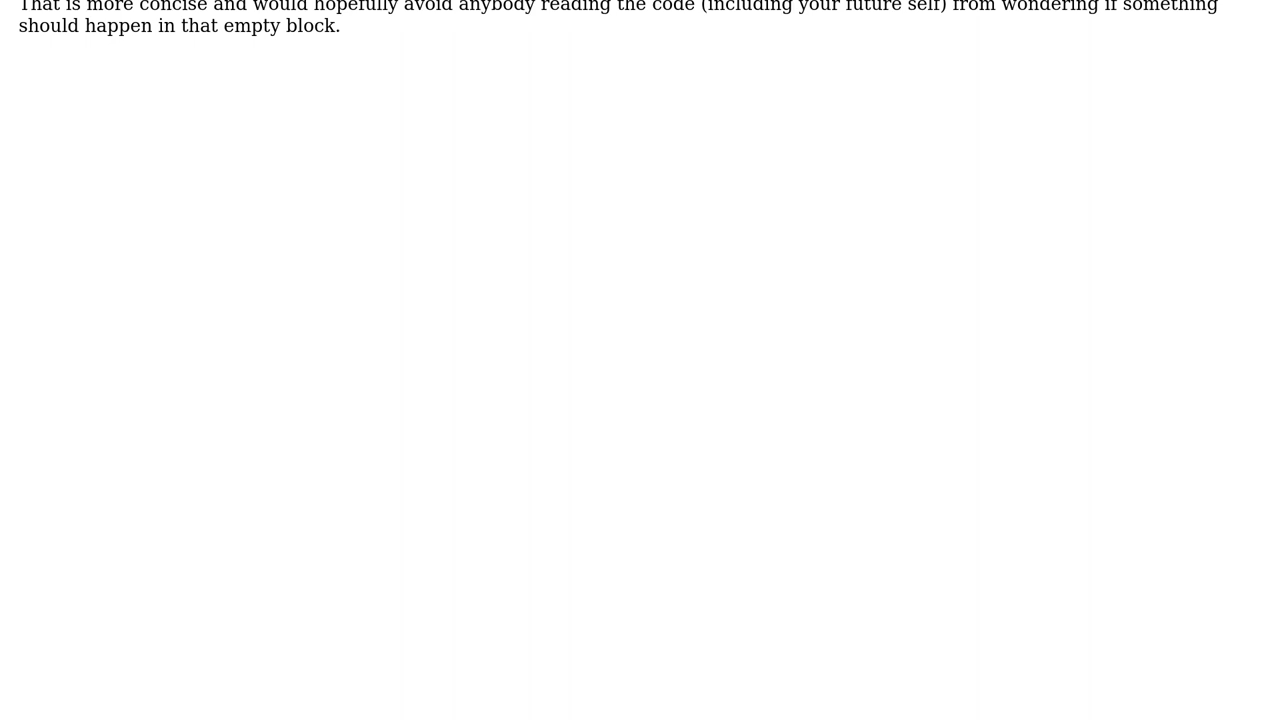 That is more concise and would hopefully avoid anybody reading the code (including your future self) from wondering if something
should happen in that empty block.